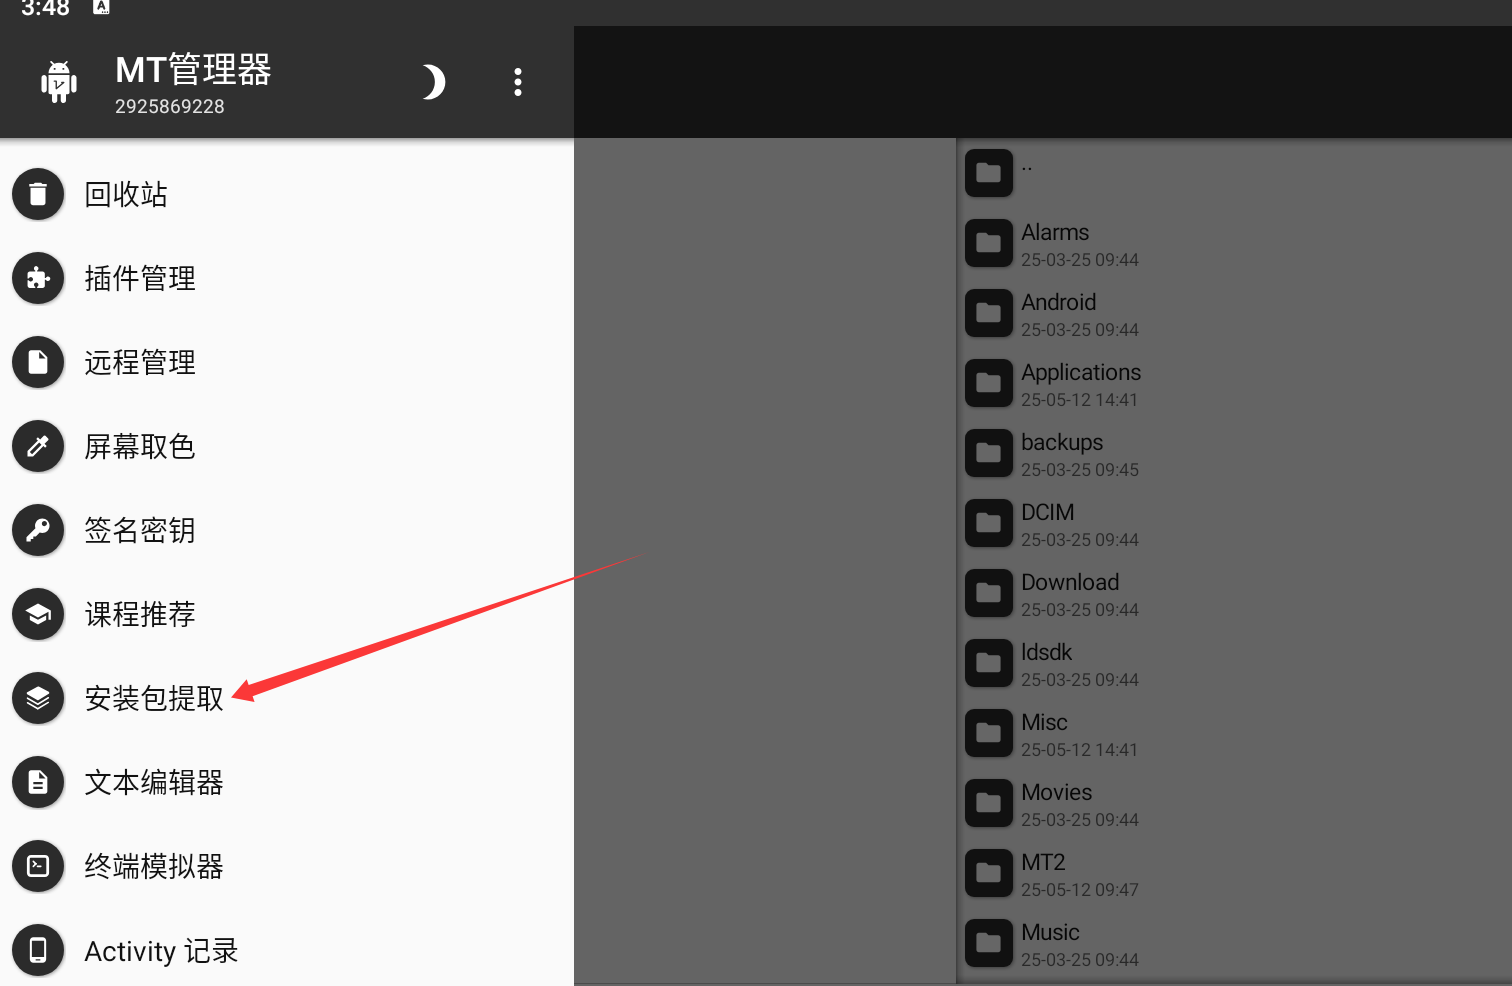 3:48
MT管理器
2925869228
回收站
插件管理
远程管理
屏幕取色
签名密钥
课程推荐
安装包提取
文本编辑器
终端模拟器
Activity 记录
..
Alarms
25-03-25 09:44
Android
25-03-25 09:44
Applications
25-05-12 14:41
backups
25-03-25 09:45
DCIM
25-03-25 09:44
Download
25-03-25 09:44
ldsdk
25-03-25 09:44
Misc
25-05-12 14:41
Movies
25-03-25 09:44
MT2
25-05-12 09:47
Music
25-03-25 09:44